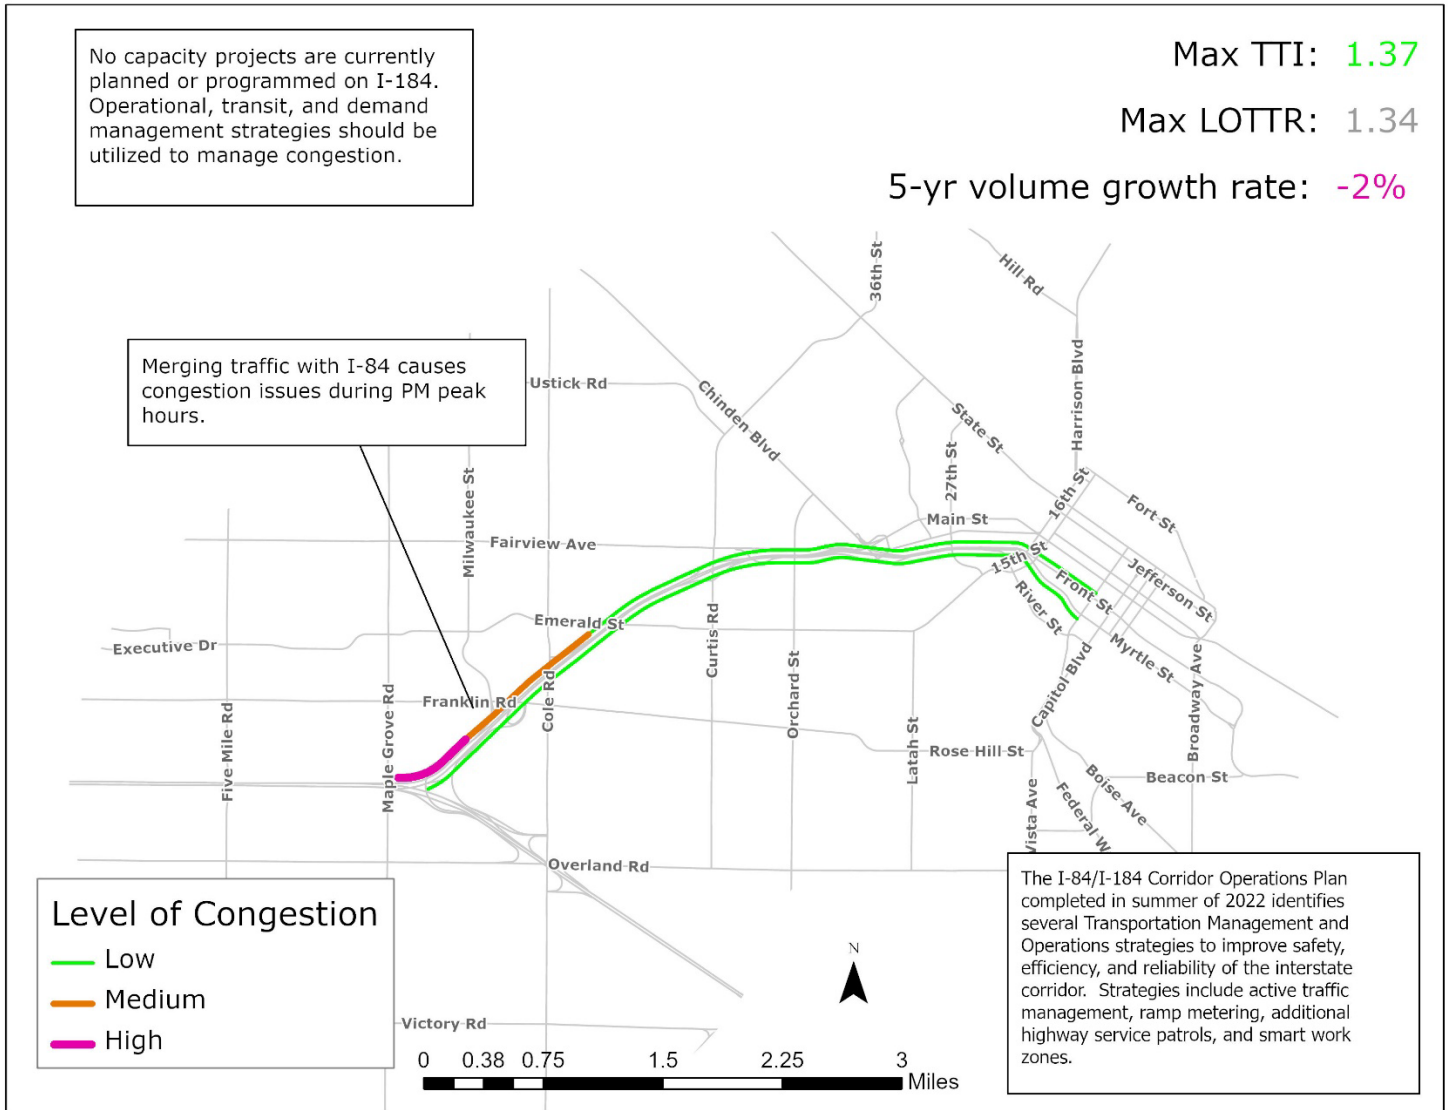 No capacity projects are currently
planned or programmed on I-184.
Operational, transit, and demand
management strategies should be
utilized to manage congestion.
Max TTI: 1.37
Max LOTTR: 1.34
5-yr volume growth rate: -2%
Merging traffic with I-84 causes
congestion issues during PM peak
hours.
36th St
Hill Rd
Harrison Blvd
Ustick Rd
Chinden Blvd
State St
Milwaukee St
27th St
16th St
Fort St
Main St
Fairview Ave
15th St
Jefferson St
Front St
River St
Emerald St
Executive Dr
Curtis Rd
Myrtle St
Orchard St
Capitol Blvd
Broadway Ave
Franklin Rd
Cole Rd
Maple Grove Rd
Five Mile Rd
Latah St
Rose Hill St
Boise Ave
Beacon St
Vista Ave
Federal W
Overland Rd
Victory Rd
Level of Congestion
Low
Medium
High
N
0 0.38 0.75 1.5 2.25 3
Miles
The I-84/I-184 Corridor Operations Plan
completed in summer of 2022 identifies
several Transportation Management and
Operations strategies to improve safety,
efficiency, and reliability of the interstate
corridor. Strategies include active traffic
management, ramp metering, additional
highway service patrols, and smart work
zones.